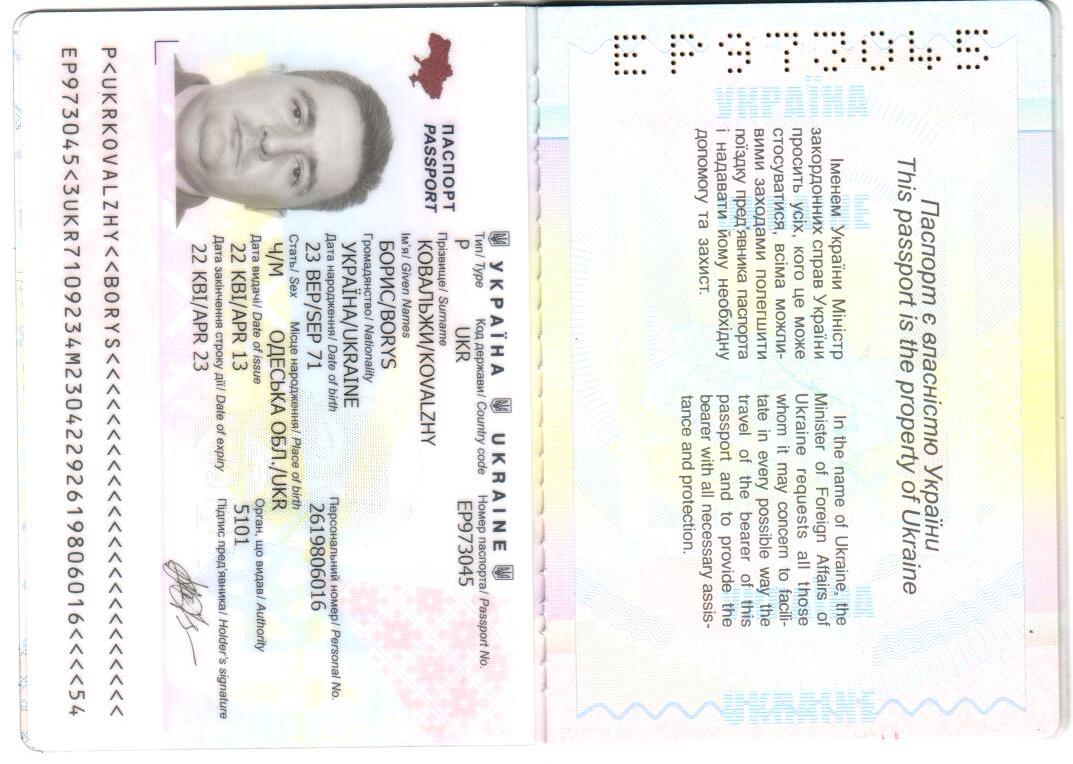 EP973045
Паспорт є власністю України
This passport is the property of Ukraine
Іменем України Міністр
закордонних справ України
просить усіх, кого це може
стосуватися, всіма можли-
вими заходами полегшити
поїздку пред'явника паспорта
і надавати йому необхідну
допомогу та захист.
In the name of Ukraine, the
Minister of Foreign Affairs of
Ukraine requests all those
whom it may concern to facili-
tate in every possible way the
travel of the bearer of this
passport and to provide the
bearer with all necessary assis-
tance and protection.
УКРАЇНА UKRAINE
ПАСПОРТ
PASSPORT
Тип/ Type Код держави/ Country code Номер паспорта/ Passport No.
P UKR EP973045
Прізвище/ Surname
КОВАЛЬЖИ/KOVALZHY
Ім'я/ Given Names
БОРИС/BORYS
Громадянство/ Nationality
УКРАЇНА/UKRAINE
Дата народження/ Date of birth Персональний номер/ Personal No.
23 ВЕР/SEP 71 2619806016
Стать/ Sex Місце народження/ Place of birth
Ч/M ОДЕСЬКА ОБЛ./UKR
Дата видачі/ Date of issue Орган, що видав/ Authority
22 КВІ/APR 13 5101
Дата закінчення строку дії/ Date of expiry Підпис пред'явника/ Holder's signature
22 КВІ/APR 23
P<UKRKOVALZHY<<BORYS<<<<<<<<<<<<<<<<<<<<<<<<
EP973045<3UKR7109234M23042292619806016<<<<54